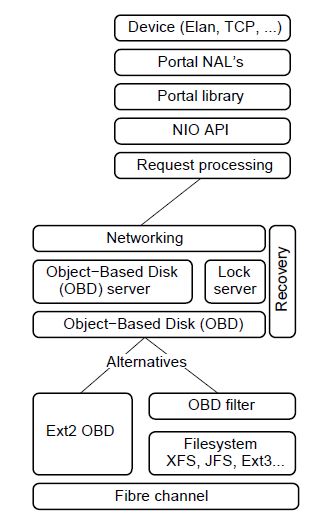 Device (Elan, TCP, ...)
Portal NAL's
Portal library
NIO API
Request processing
Networking
Object−Based Disk
(OBD) server
Lock
server
Recovery
Object−Based Disk (OBD)
Alternatives
Ext2 OBD
OBD filter
Filesystem
XFS, JFS, Ext3...
Fibre channel